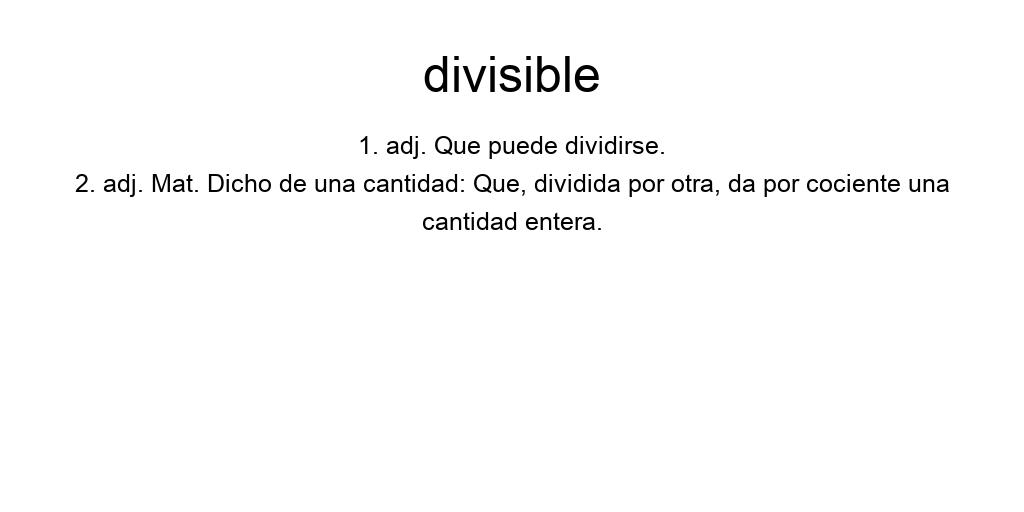 divisible
1. adj. Que puede dividirse.
2. adj. Mat. Dicho de una cantidad: Que, dividida por otra, da por cociente una
cantidad entera.